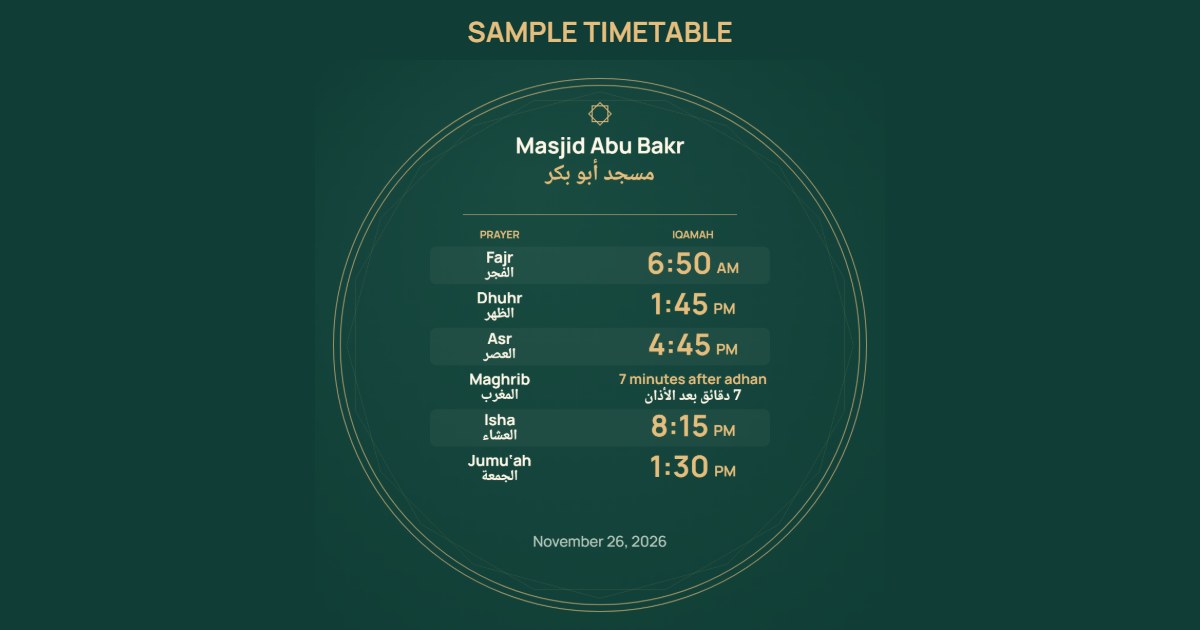 SAMPLE TIMETABLE
Masjid Abu Bakr
مسجد أبو بكر
PRAYER IQAMAH
Fajr 6:50 AM
الفجر
Dhuhr 1:45 PM
الظهر
Asr 4:45 PM
العصر
Maghrib 7 minutes after adhan
المغرب 7 دقائق بعد الأذان
Isha 8:15 PM
العشاء
Jumu'ah 1:30 PM
الجمعة
November 26, 2026